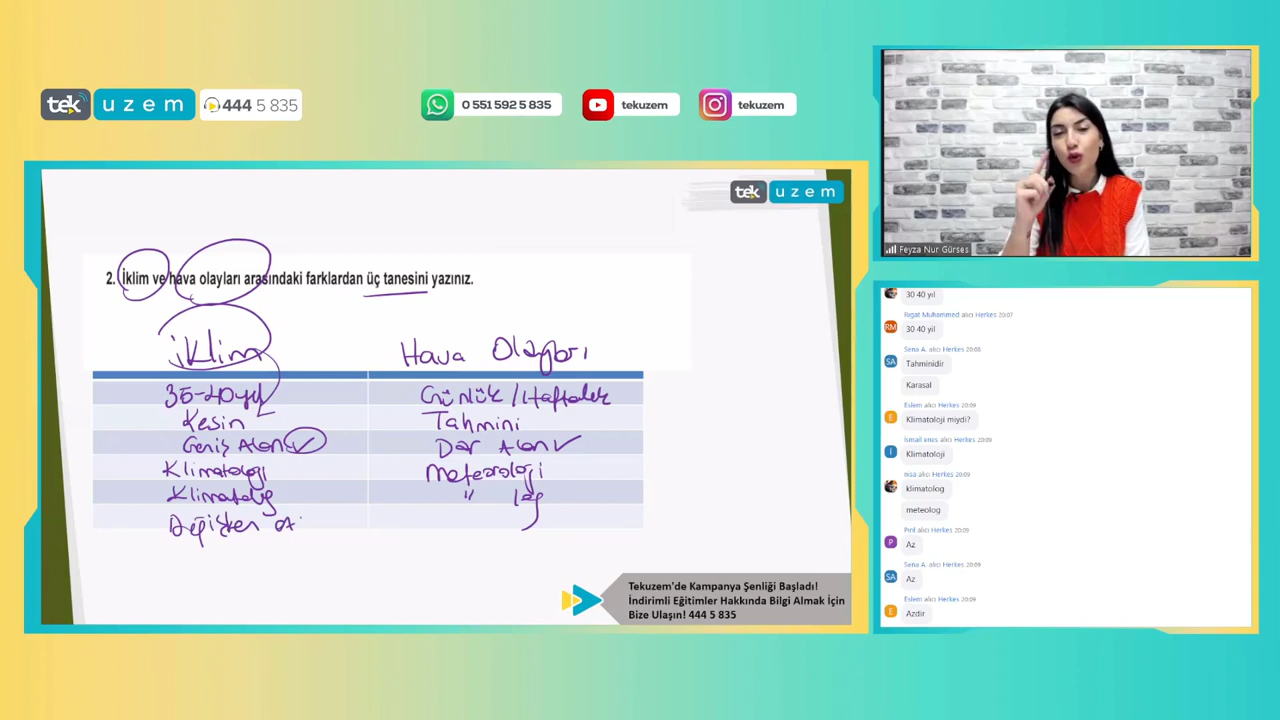 tek uzem 444 5 835
0 551 592 5 835
tekuzem
tekuzem
tek uzem
2. İklim ve hava olayları arasındaki farklardan üç tanesini yazınız.
İklim Hava Olayları
35-40 yıl Günlük / Haftalık
Kesin Tahmini
Geniş Alan Dar Alan
Klimatoloji Meteoroloji
Klimatolog " log
Değişken
Tekuzem'de Kampanya Şenliği Başladı!
İndirimli Eğitimler Hakkında Bilgi Almak İçin
Bize Ulaşın! 444 5 835
Feyza Nur Gürses
30 40 yıl
Rıgat Muhammed alıcı Herkes 20:07
RM
30 40 yil
Sena A. alıcı Herkes 20:08
SA
Tahminidir
Karasal
Eslem alıcı Herkes 20:09
E
Klimatoloji miydi?
İsmail enes alıcı Herkes 20:09
İ
Klimatoloji
nisa alıcı Herkes 20:09
klimatolog
meteolog
Pırıl alıcı Herkes 20:09
P
Az
Sena A. alıcı Herkes 20:09
SA
Az
Eslem alıcı Herkes 20:09
E
Azdir